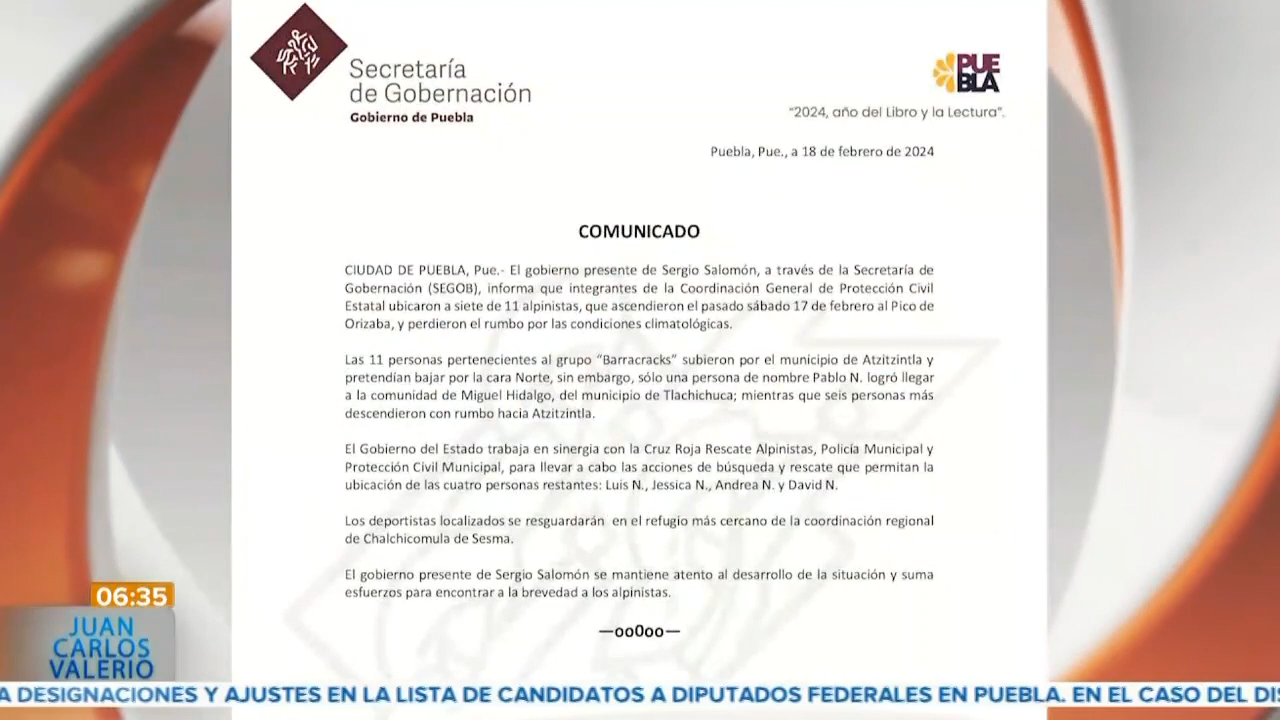 Secretaría
de Gobernación
Gobierno de Puebla
PUE
BLA
“2024, año del Libro y la Lectura”.
Puebla, Pue., a 18 de febrero de 2024
COMUNICADO
CIUDAD DE PUEBLA, Pue.- El gobierno presente de Sergio Salomón, a través de la Secretaría de
Gobernación (SEGOB), informa que integrantes de la Coordinación General de Protección Civil
Estatal ubicaron a siete de 11 alpinistas, que ascendieron el pasado sábado 17 de febrero al Pico de
Orizaba, y perdieron el rumbo por las condiciones climatológicas.
Las 11 personas pertenecientes al grupo “Barracracks” subieron por el municipio de Atzitzintla y
pretendían bajar por la cara Norte, sin embargo, sólo una persona de nombre Pablo N. logró llegar
a la comunidad de Miguel Hidalgo, del municipio de Tlachichuca; mientras que seis personas más
descendieron con rumbo hacia Atzitzintla.
El Gobierno del Estado trabaja en sinergia con la Cruz Roja Rescate Alpinistas, Policía Municipal y
Protección Civil Municipal, para llevar a cabo las acciones de búsqueda y rescate que permitan la
ubicación de las cuatro personas restantes: Luis N., Jessica N., Andrea N. y David N.
Los deportistas localizados se resguardarán en el refugio más cercano de la coordinación regional
de Chalchicomula de Sesma.
El gobierno presente de Sergio Salomón se mantiene atento al desarrollo de la situación y suma
esfuerzos para encontrar a la brevedad a los alpinistas.
—oo0oo—
06:35
JUAN
CARLOS
VALERIO
A DESIGNACIONES Y AJUSTES EN LA LISTA DE CANDIDATOS A DIPUTADOS FEDERALES EN PUEBLA. EN EL CASO DEL DIS